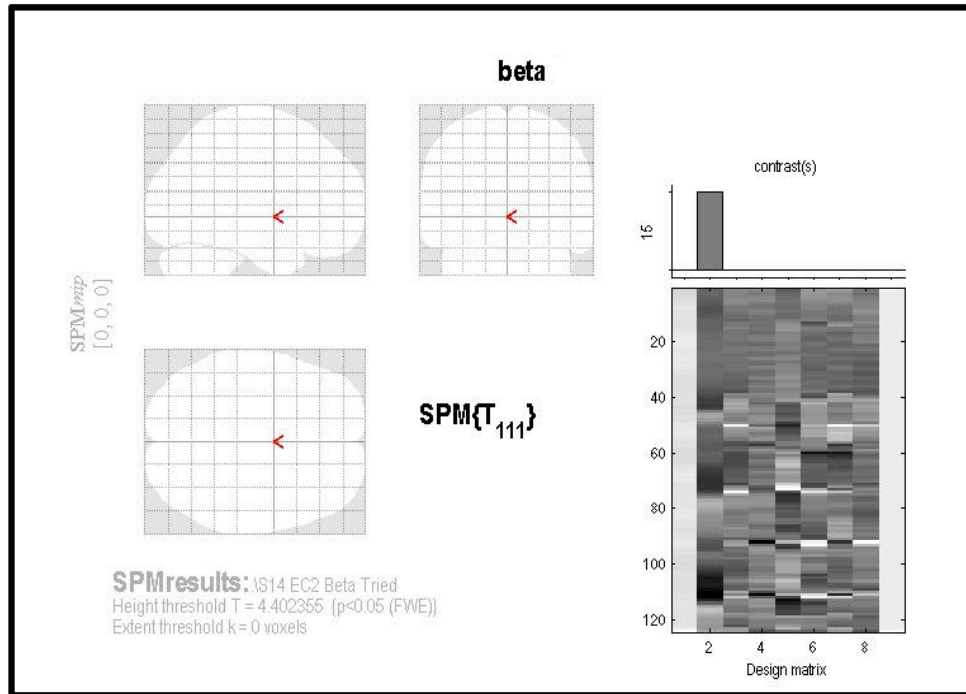 beta
SPMmip
[0, 0, 0]
SPM{T111}
contrast(s)
15
20
40
60
80
100
120
2 4 6 8
Design matrix
SPMresults: .\S14 EC2 Beta Tried
Height threshold T = 4.402355 {p<0.05 (FWE)}
Extent threshold k = 0 voxels